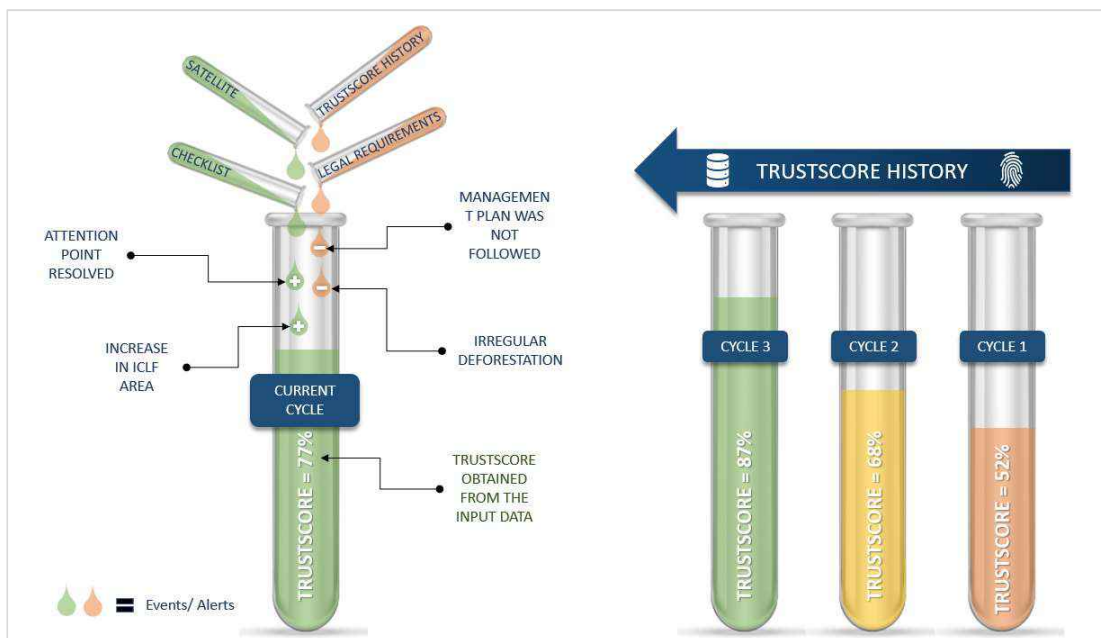 SATELLITE
TRUSTSCORE HISTORY
CHECKLIST
LEGAL REQUIREMENTS
ATTENTION
POINT
RESOLVED
MANAGEMEN
T PLAN WAS
NOT
FOLLOWED
INCREASE
IN ICLF
AREA
IRREGULAR
DEFORESTATION
CURRENT
CYCLE
TRUSTSCORE = 77%
TRUSTSCORE
OBTAINED
FROM THE
INPUT DATA
Events/ Alerts
TRUSTSCORE HISTORY
CYCLE 3
CYCLE 2
CYCLE 1
TRUSTSCORE = 87%
TRUSTSCORE = 68%
TRUSTSCORE = 52%